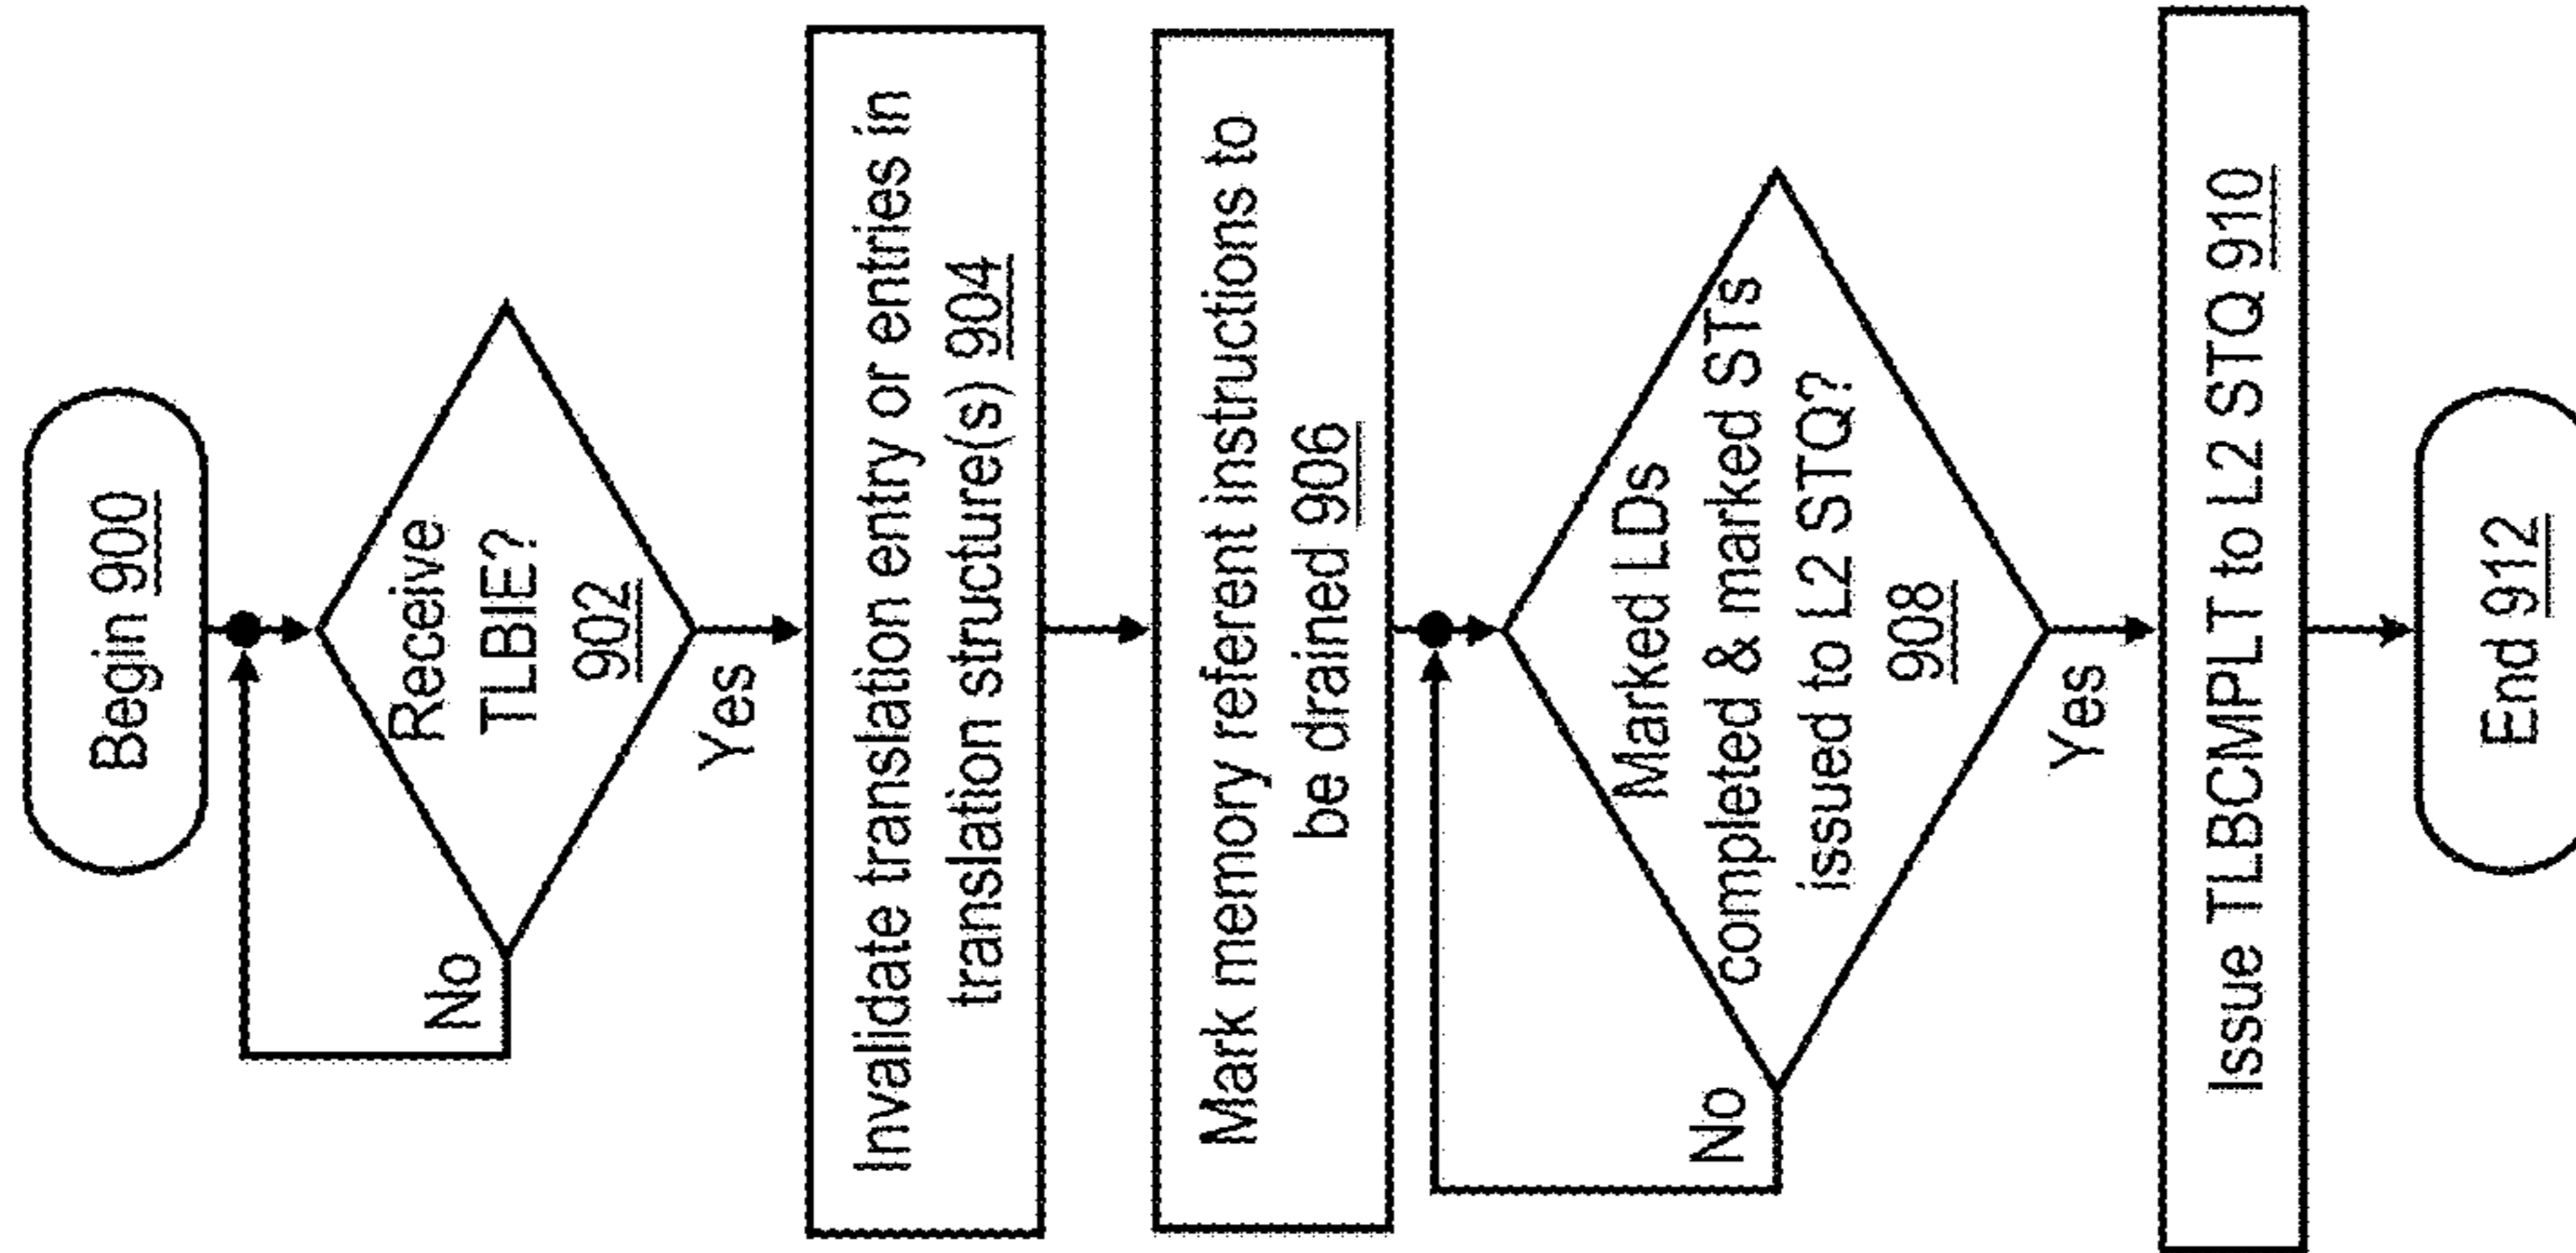 Begin 900
Receive
TLBIE?
902
No
Yes
Invalidate translation entry or entries in
translation structure(s) 904
Mark memory referent instructions to
be drained 906
Marked LDs
completed & marked STs
issued to L2 STQ?
908
No
Yes
Issue TLBCMPLT to L2 STQ 910
End 912